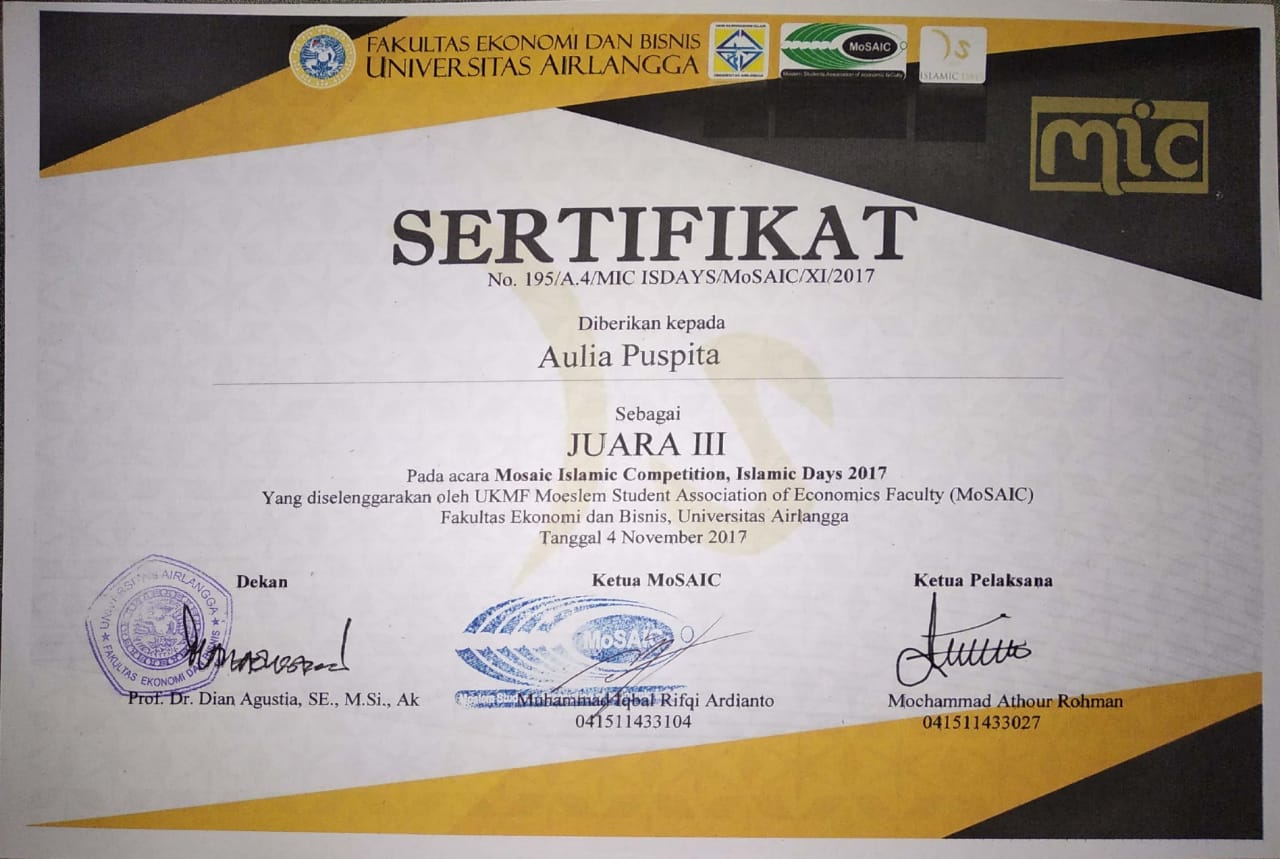 FAKULTAS EKONOMI DAN BISNIS
UNIVERSITAS AIRLANGGA
MoSAIC
ISLAMIC DAYS
mic
SERTIFIKAT
No. 195/A.4/MIC ISDAYS/MoSAIC/XI/2017
Diberikan kepada
Aulia Puspita
Sebagai
JUARA III
Pada acara Mosaic Islamic Competition, Islamic Days 2017
Yang diselenggarakan oleh UKMF Moeslem Student Association of Economics Faculty (MoSAIC)
Fakultas Ekonomi dan Bisnis, Universitas Airlangga
Tanggal 4 November 2017
Dekan
Ketua MoSAIC
Ketua Pelaksana
UNIVERSITAS AIRLANGGA
FAKULTAS EKONOMI DAN BISNIS
MoSAIC
Prof. Dr. Dian Agustia, SE., M.Si., Ak
Muhammad Iqbal Rifqi Ardianto
041511433104
Mochammad Athour Rohman
041511433027